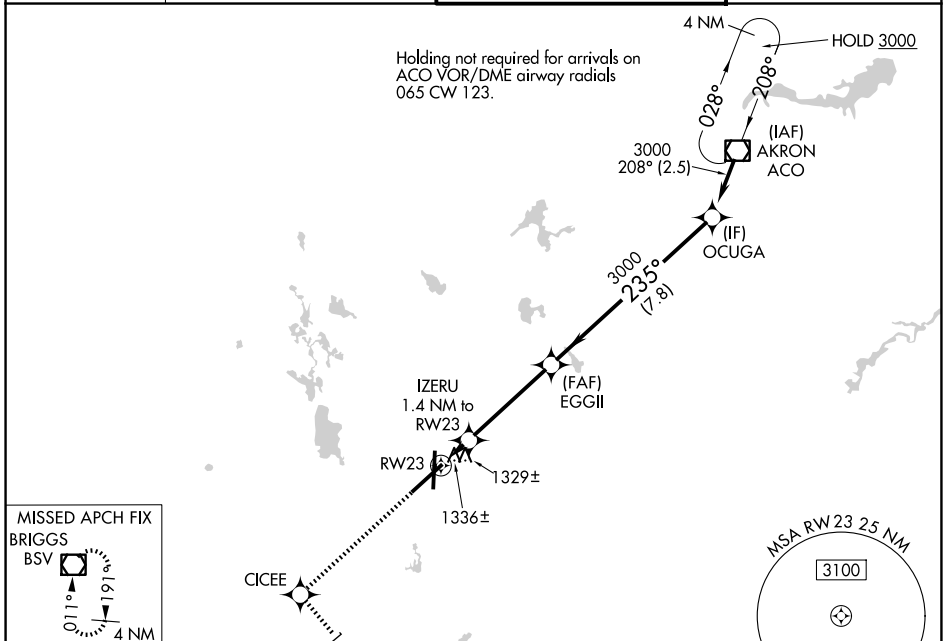 4 NM
HOLD 3000
Holding not required for arrivals on
ACO VOR/DME airway radials
065 CW 123.
028°
208°
(IAF)
AKRON
ACO
3000
208° (2.5)
(IF)
OCUGA
3000
235°
(7.8)
(FAF)
EGGII
IZERU
1.4 NM to
RW23
RW23
1329±
1336±
MISSED APCH FIX
BRIGGS
BSV
011°
191°
4 NM
CICEE
MSA RW 23 25 NM
3100